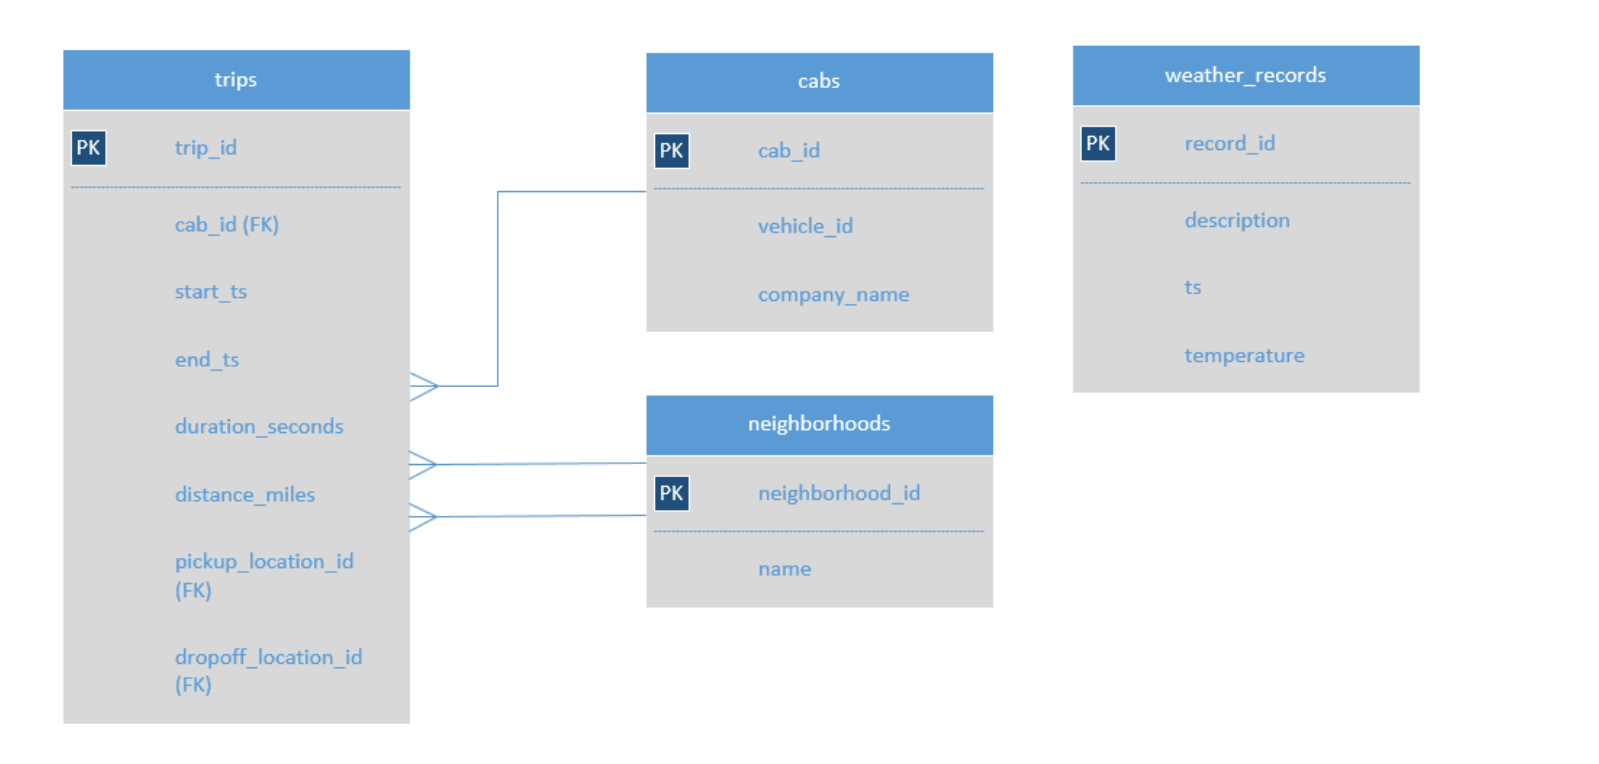 trips
PK trip_id
cab_id (FK)
start_ts
end_ts
duration_seconds
distance_miles
pickup_location_id
(FK)
dropoff_location_id
(FK)
cabs
PK cab_id
vehicle_id
company_name
neighborhoods
PK neighborhood_id
name
weather_records
PK record_id
description
ts
temperature